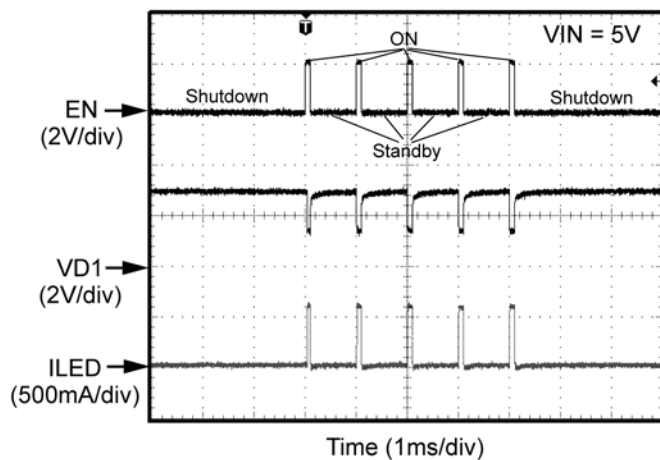 T
ON
VIN = 5V
Shutdown
Shutdown
EN
(2V/div)
Standby
VD1
(2V/div)
ILED
(500mA/div)
Time (1ms/div)